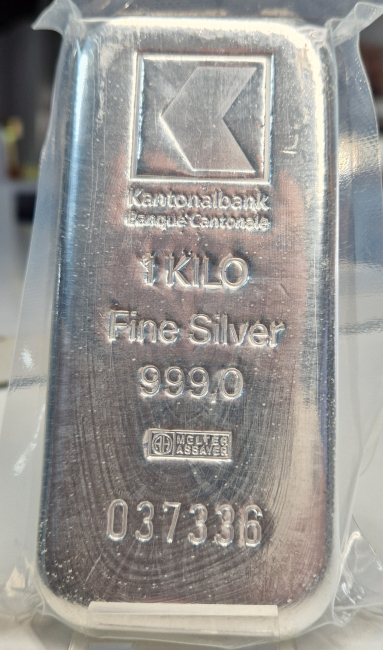 Kantonalbank
Banque Cantonale
1 KILO
Fine Silver
999,0
MELTER
ASSAYER
037336